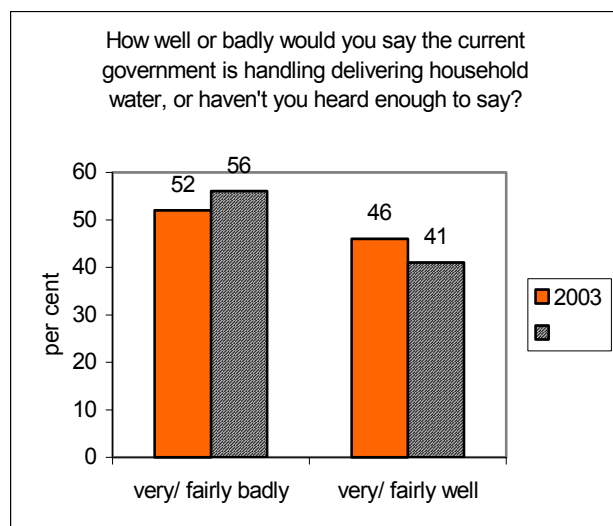 How well or badly would you say the current
government is handling delivering household
water, or haven't you heard enough to say?
60
50
40
30
20
10
0
per cent
52
56
46
41
very/ fairly badly
very/ fairly well
2003